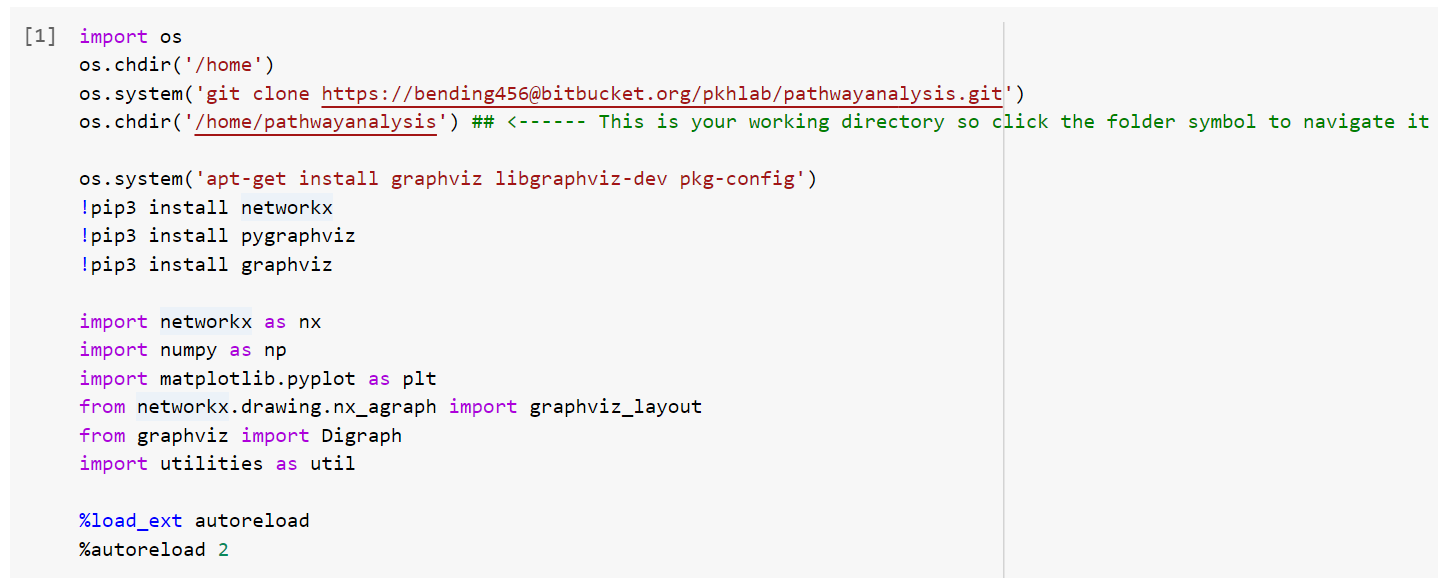 [1] import os
os.chdir('/home')
os.system('git clone https://bending456@bitbucket.org/pkhlab/pathwayanalysis.git')
os.chdir('/home/pathwayanalysis') ## <------ This is your working directory so click the folder symbol to navigate it
os.system('apt-get install graphviz libgraphviz-dev pkg-config')
!pip3 install networkx
!pip3 install pygraphviz
!pip3 install graphviz
import networkx as nx
import numpy as np
import matplotlib.pyplot as plt
from networkx.drawing.nx_agraph import graphviz_layout
from graphviz import Digraph
import utilities as util
%load_ext autoreload
%autoreload 2